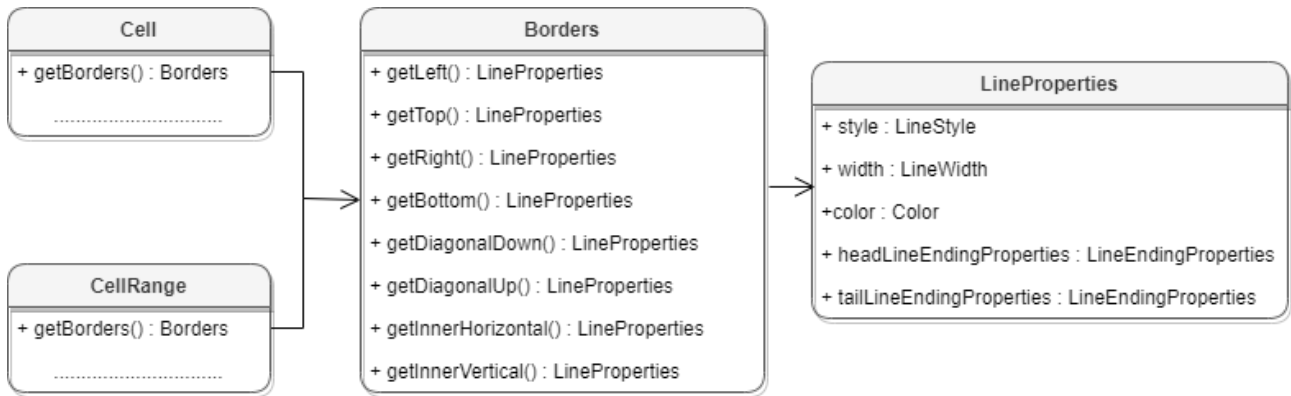 Cell
+ getBorders() : Borders
..............................
CellRange
+ getBorders() : Borders
..............................
Borders
+ getLeft() : LineProperties
+ getTop() : LineProperties
+ getRight() : LineProperties
+ getBottom() : LineProperties
+ getDiagonalDown() : LineProperties
+ getDiagonalUp() : LineProperties
+ getInnerHorizontal() : LineProperties
+ getInnerVertical() : LineProperties
LineProperties
+ style : LineStyle
+ width : LineWidth
+color : Color
+ headLineEndingProperties : LineEndingProperties
+ tailLineEndingProperties : LineEndingProperties